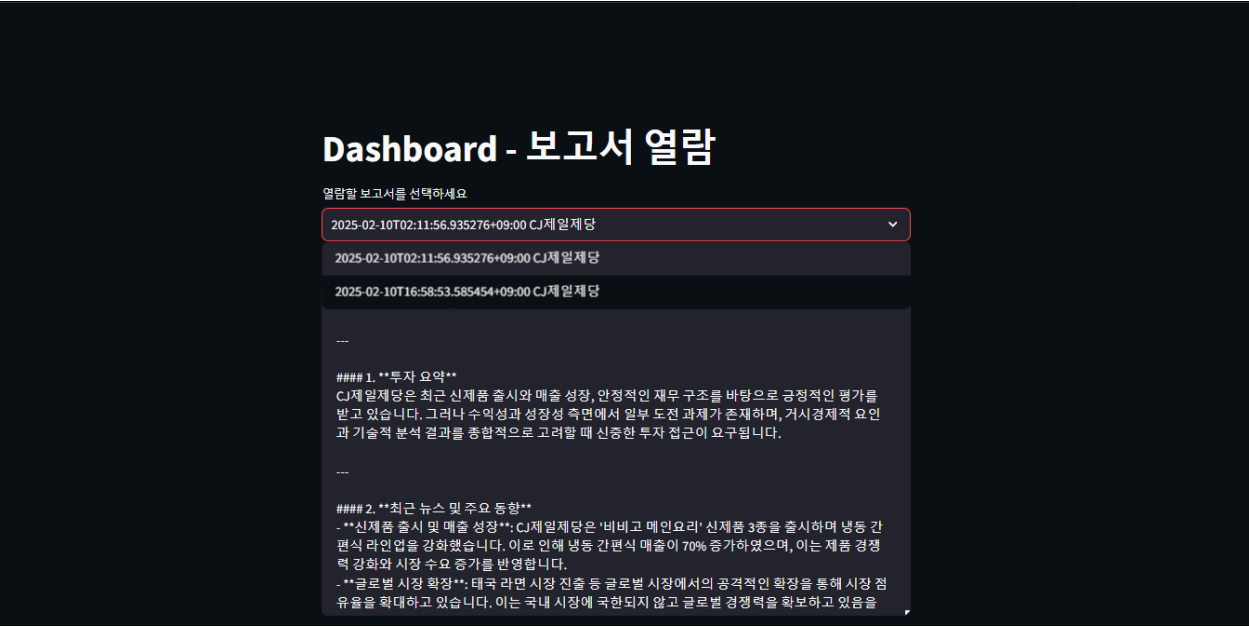 Dashboard - 보고서 열람
열람할 보고서를 선택하세요
2025-02-10T02:11:56.935276+09:00 CJ제일제당
2025-02-10T02:11:56.935276+09:00 CJ제일제당
2025-02-10T16:58:53.585454+09:00 CJ제일제당
---
#### 1. **투자 요약**
CJ제일제당은 최근 신제품 출시와 매출 성장, 안정적인 재무 구조를 바탕으로 긍정적인 평가를
받고 있습니다. 그러나 수익성과 성장성 측면에서 일부 도전 과제가 존재하며, 거시경제적 요인
과 기술적 분석 결과를 종합적으로 고려할 때 신중한 투자 접근이 요구됩니다.
---
#### 2. **최근 뉴스 및 주요 동향**
- **신제품 출시 및 매출 성장**: CJ제일제당은 '비비고 메인요리' 신제품 3종을 출시하며 냉동 간
편식 라인업을 강화했습니다. 이로 인해 냉동 간편식 매출이 70% 증가하였으며, 이는 제품 경쟁
력 강화와 시장 수요 증가를 반영합니다.
- **글로벌 시장 확장**: 태국 라면 시장 진출 등 글로벌 시장에서의 공격적인 확장을 통해 시장 점
유율을 확대하고 있습니다. 이는 국내 시장에 국한되지 않고 글로벌 경쟁력을 확보하고 있음을